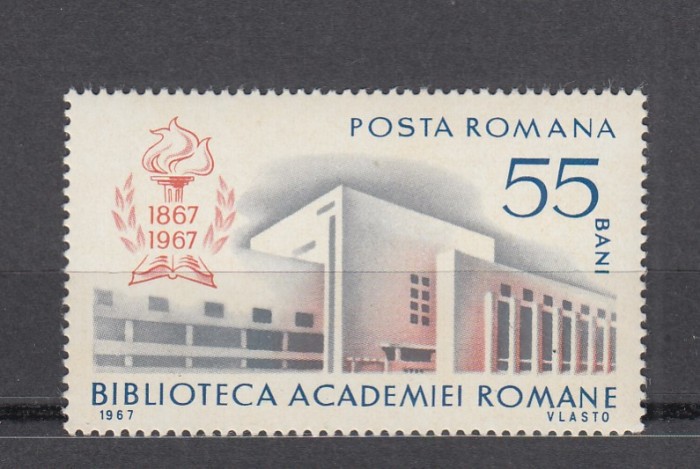 POSTA ROMANA
55
BANI
1867
1967
BIBLIOTECA ACADEMIEI ROMANE
1967
VLASTO